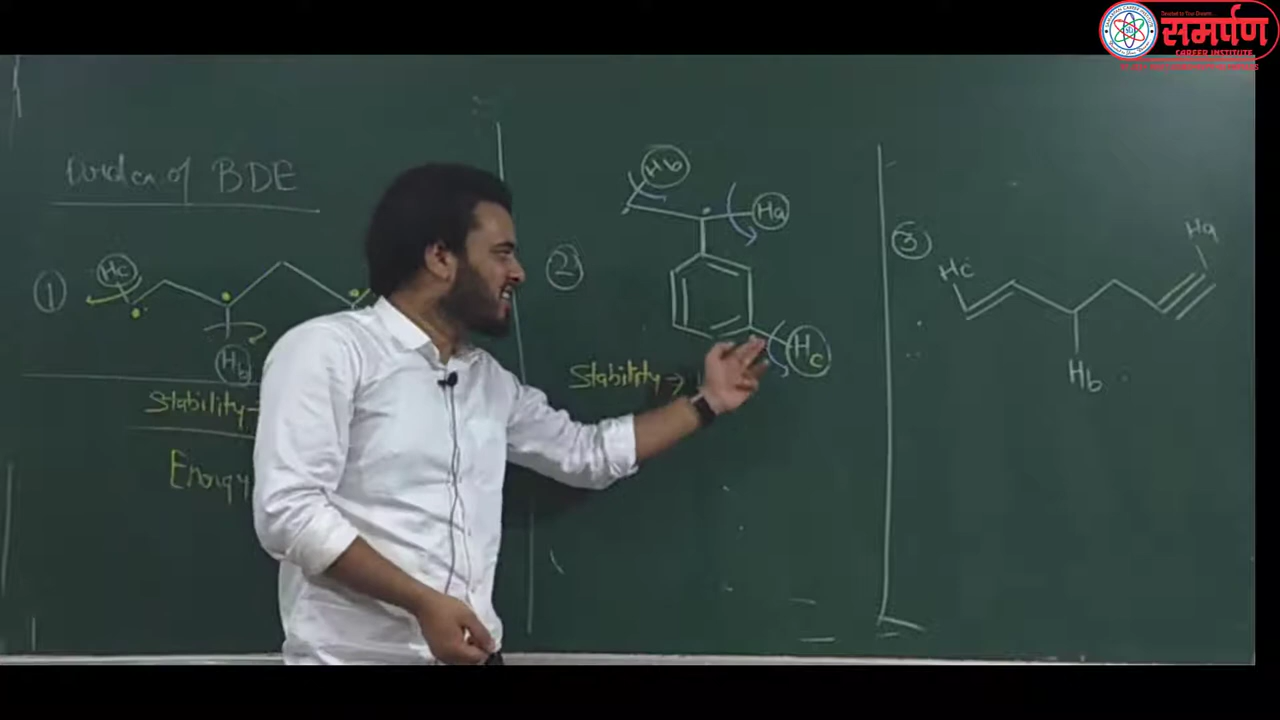 समर्पण
CAREER INSTITUTE
Order of BDE
①
Hc
Hb
Stability →
Energy
②
Hb
Ha
Hc
Stability →
③
Ha
Hc
Hb